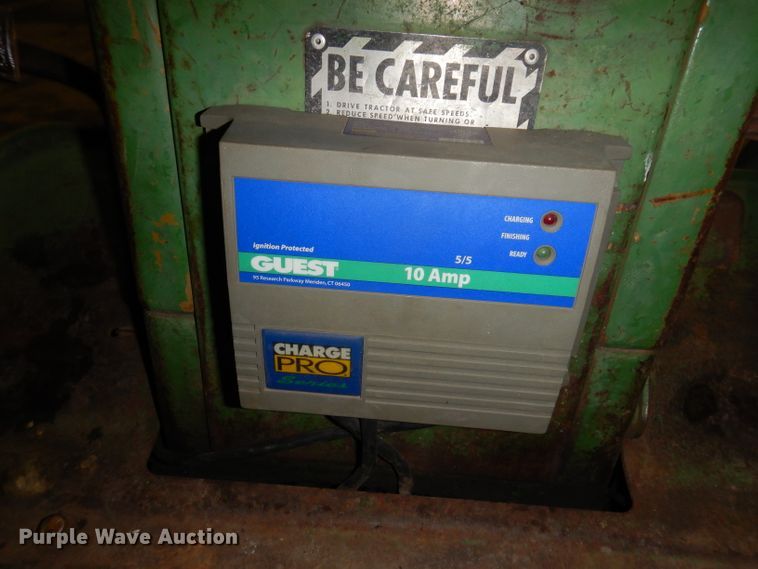 BE CAREFUL
1. DRIVE TRACTOR AT SAFE SPEEDS
2. REDUCE SPEED WHEN TURNING OR
CHARGING
FINISHING
READY
Ignition Protected
5/5
GUEST
10 Amp
95 Research Parkway Meriden, CT 06450
CHARGE
PRO
Series
Purple Wave Auction